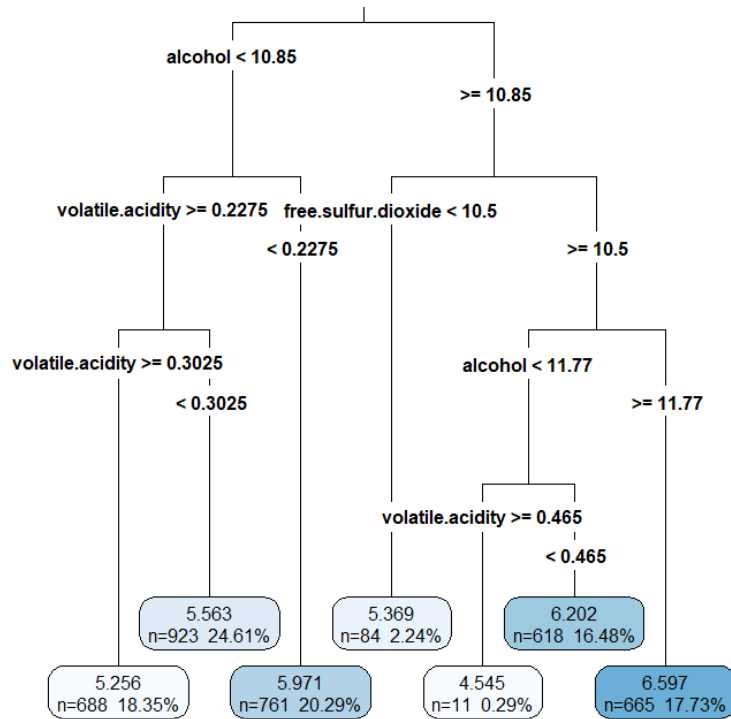 alcohol < 10.85
>= 10.85
volatile.acidity >= 0.2275
free.sulfur.dioxide < 10.5
< 0.2275
>= 10.5
volatile.acidity >= 0.3025
alcohol < 11.77
< 0.3025
>= 11.77
volatile.acidity >= 0.465
< 0.465
5.563
n=923 24.61%
5.369
n=84 2.24%
6.202
n=618 16.48%
5.256
n=688 18.35%
5.971
n=761 20.29%
4.545
n=11 0.29%
6.597
n=665 17.73%